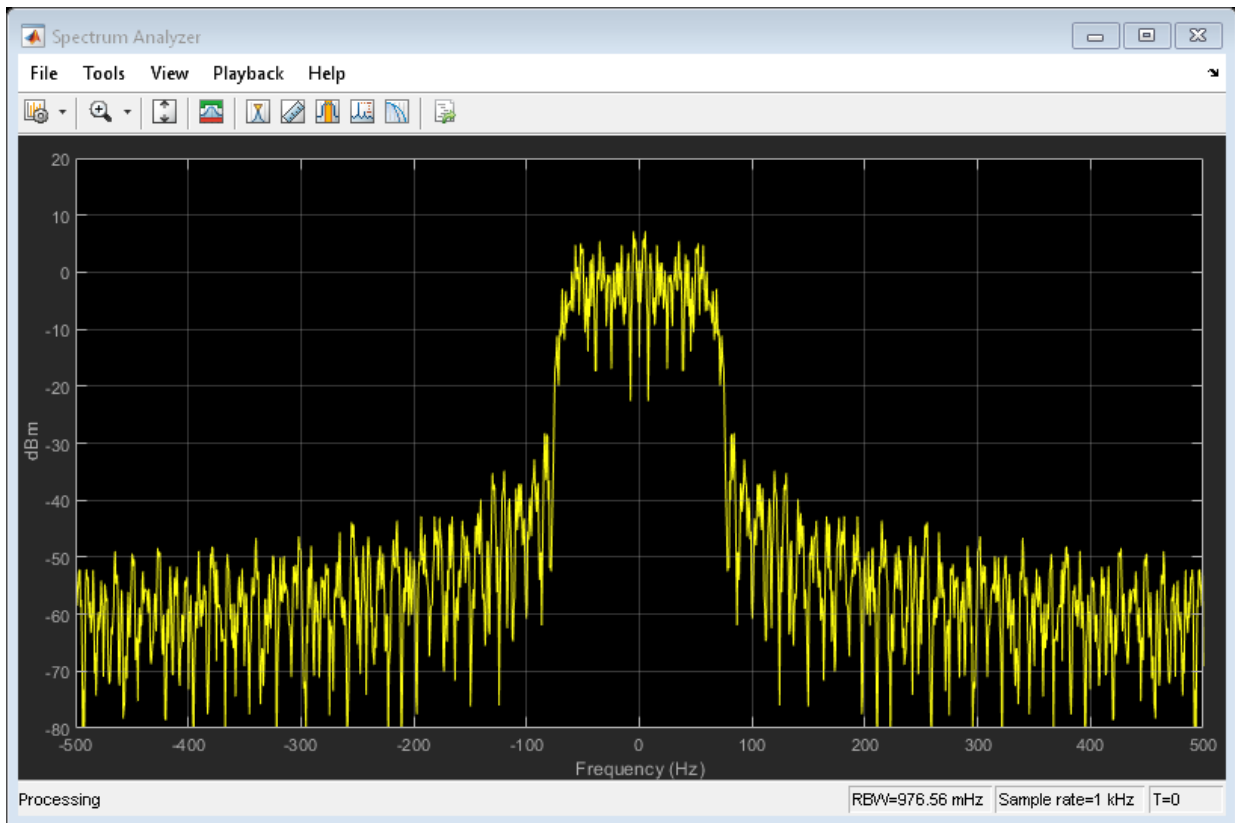 Spectrum Analyzer
File Tools View Playback Help
20
10
0
-10
-20
-30
-40
-50
-60
-70
-80
dBm
-500 -400 -300 -200 -100 0 100 200 300 400 500
Frequency (Hz)
Processing RBW=976.56 mHz Sample rate=1 kHz T=0